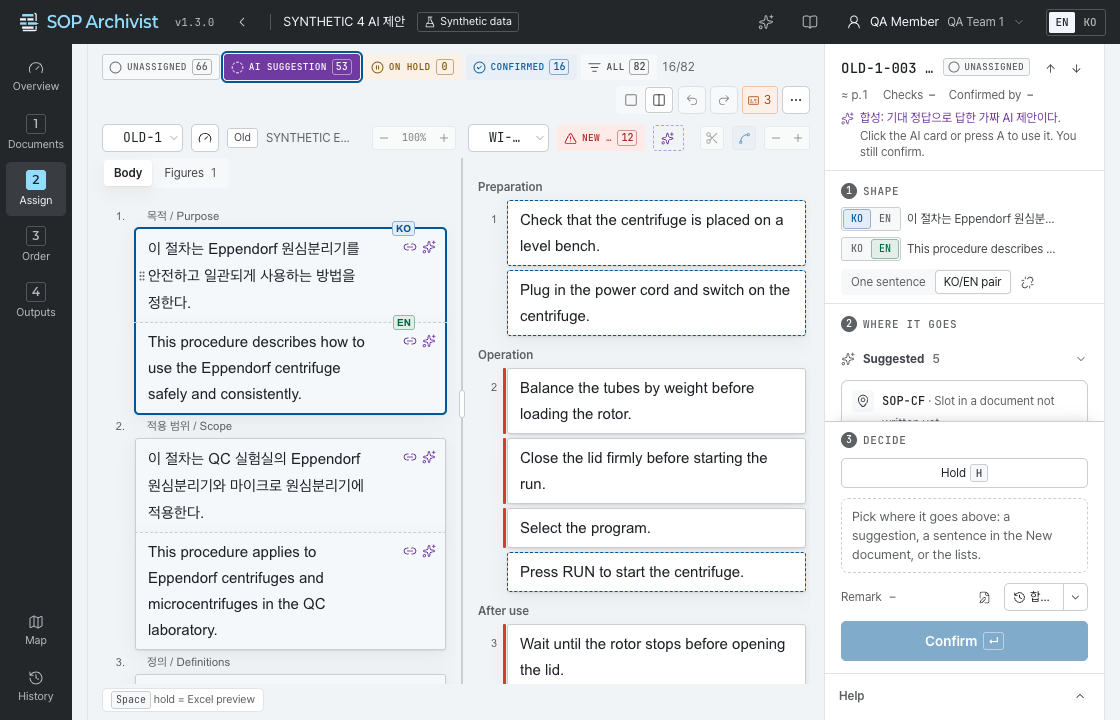 SOP Archivist v1.3.0 SYNTHETIC 4 AI 제안 Synthetic data QA Member QA Team 1 EN KO
Overview
1
Documents
2
Assign
3
Order
4
Outputs
Map
History
UNASSIGNED 66 AI SUGGESTION 53 ON HOLD 0 CONFIRMED 16 ALL 82 16/82
3
OLD-1 Old SYNTHETIC E... 100% WI-... NEW … 12
Body Figures 1
1. 목적 / Purpose
KO
이 절차는 Eppendorf 원심분리기를
안전하고 일관되게 사용하는 방법을
정한다.
EN
This procedure describes how to
use the Eppendorf centrifuge
safely and consistently.
2. 적용 범위 / Scope
이 절차는 QC 실험실의 Eppendorf
원심분리기와 마이크로 원심분리기에
적용한다.
This procedure applies to
Eppendorf centrifuges and
microcentrifuges in the QC
laboratory.
3. 정의 / Definitions
Space hold = Excel preview
Preparation
1
Check that the centrifuge is placed on a
level bench.
Plug in the power cord and switch on the
centrifuge.
Operation
2
Balance the tubes by weight before
loading the rotor.
Close the lid firmly before starting the
run.
Select the program.
Press RUN to start the centrifuge.
After use
3
Wait until the rotor stops before opening
the lid.
OLD-1-003 … UNASSIGNED
≈ p.1 Checks – Confirmed by –
합성: 기대 정답으로 답한 가짜 AI 제안이다.
Click the AI card or press A to use it. You
still confirm.
1 SHAPE
KO EN 이 절차는 Eppendorf 원심분...
KO EN This procedure describes ...
One sentence KO/EN pair
2 WHERE IT GOES
Suggested 5
SOP-CF · Slot in a document not
written yet
3 DECIDE
Hold H
Pick where it goes above: a
suggestion, a sentence in the New
document, or the lists.
Remark – 합...
Confirm
Help